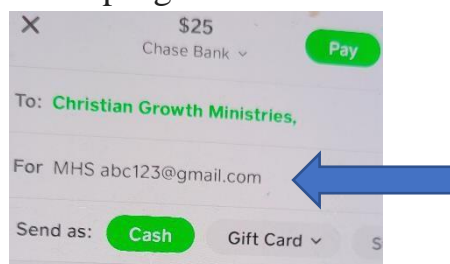 $25
Chase Bank
Pay
To: Christian Growth Ministries,
For MHS abc123@gmail.com
Send as: Cash Gift Card